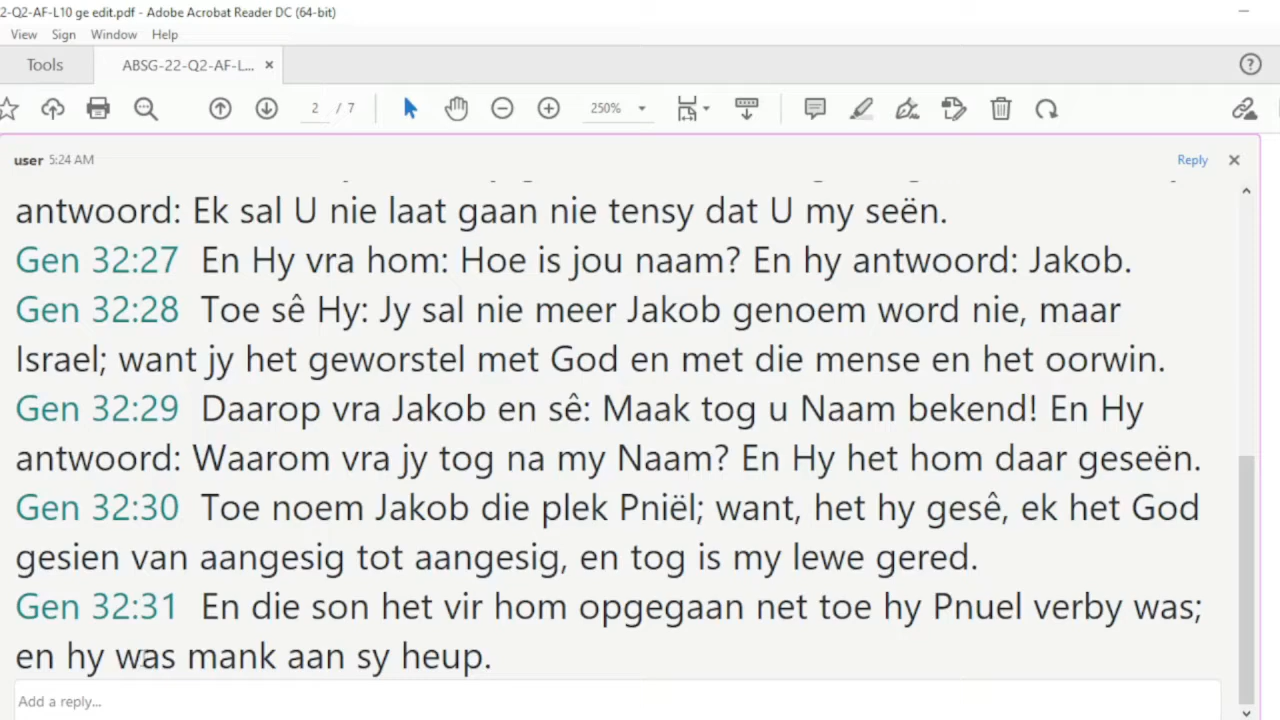 2-Q2-AF-L10 ge edit.pdf - Adobe Acrobat Reader DC (64-bit)
View Sign Window Help
Tools ABSG-22-Q2-AF-L... ×
2 / 7 250%
user 5:24 AM Reply
antwoord: Ek sal U nie laat gaan nie tensy dat U my seën.
Gen 32:27 En Hy vra hom: Hoe is jou naam? En hy antwoord: Jakob.
Gen 32:28 Toe sê Hy: Jy sal nie meer Jakob genoem word nie, maar
Israel; want jy het geworstel met God en met die mense en het oorwin.
Gen 32:29 Daarop vra Jakob en sê: Maak tog u Naam bekend! En Hy
antwoord: Waarom vra jy tog na my Naam? En Hy het hom daar geseën.
Gen 32:30 Toe noem Jakob die plek Pniël; want, het hy gesê, ek het God
gesien van aangesig tot aangesig, en tog is my lewe gered.
Gen 32:31 En die son het vir hom opgegaan net toe hy Pnuel verby was;
en hy was mank aan sy heup.
Add a reply...